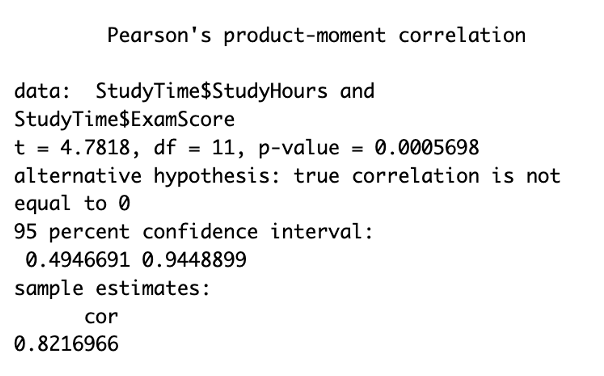 Pearson's product-moment correlation
data:  StudyTime$StudyHours and
StudyTime$ExamScore
t = 4.7818, df = 11, p-value = 0.0005698
alternative hypothesis: true correlation is not
equal to 0
95 percent confidence interval:
 0.4946691 0.9448899
sample estimates:
      cor
0.8216966